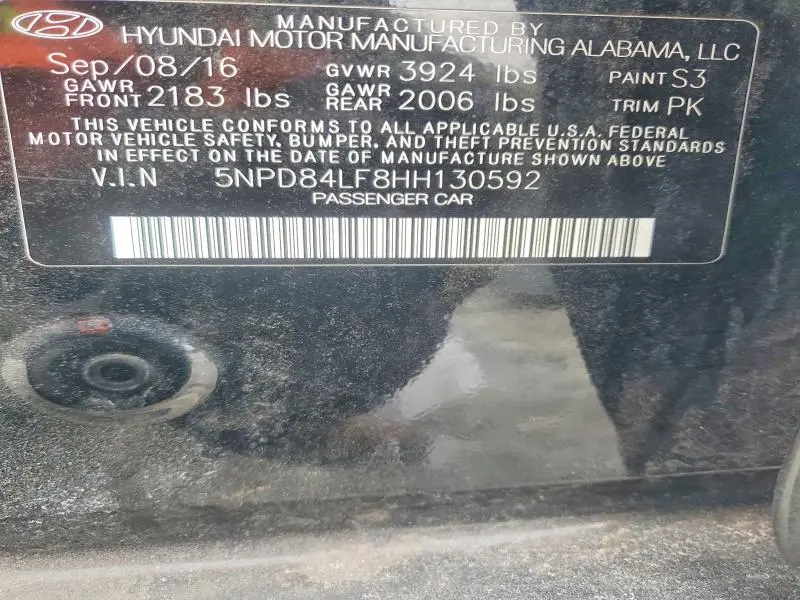 MANUFACTURED BY
HYUNDAI MOTOR MANUFACTURING ALABAMA, LLC
Sep/08/16 GVWR 3924 lbs PAINT S3
GAWR FRONT 2183 lbs GAWR REAR 2006 lbs TRIM PK
THIS VEHICLE CONFORMS TO ALL APPLICABLE U.S.A. FEDERAL
MOTOR VEHICLE SAFETY, BUMPER, AND THEFT PREVENTION STANDARDS
IN EFFECT ON THE DATE OF MANUFACTURE SHOWN ABOVE.
V.I.N 5NPD84LF8HH130592
PASSENGER CAR